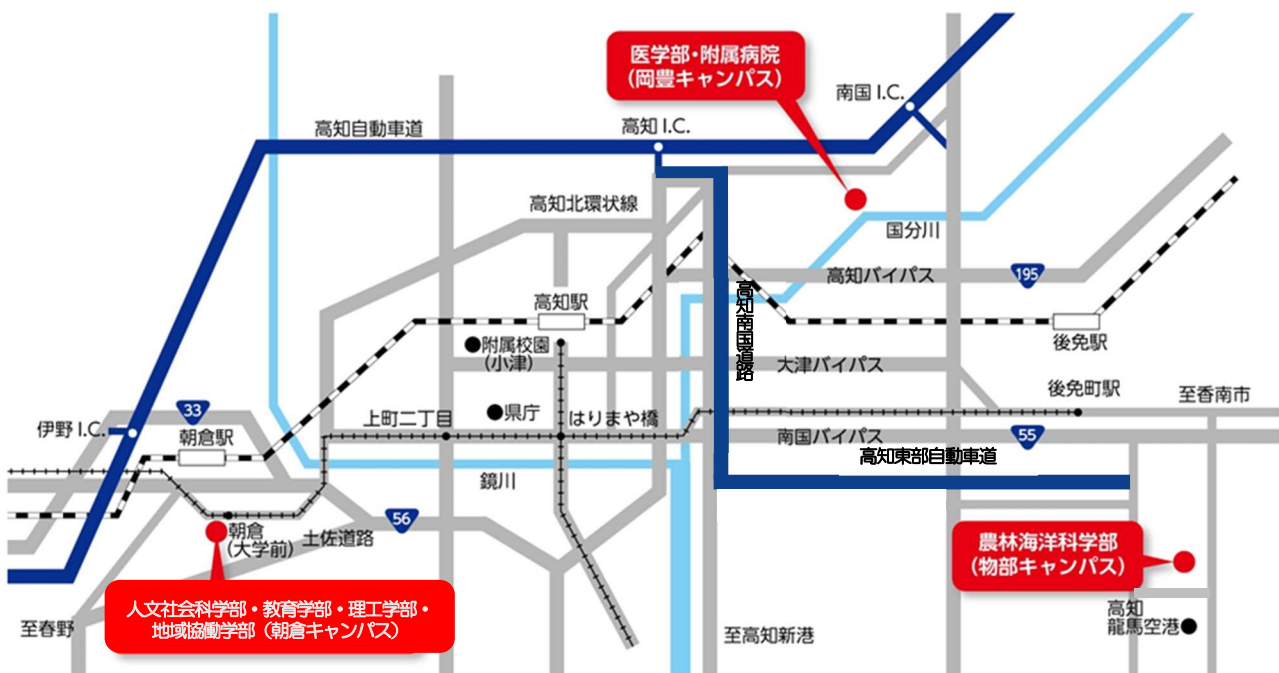 医学部・附属病院
(岡豊キャンパス)
南国 I.C.
高知自動車道
高知 I.C.
高知北環状線
国分川
高知バイパス
195
高知駅
高知南国道路
後免駅
附属校園
(小津)
大津バイパス
後免町駅
至香南市
33
県庁
はりまや橋
上町二丁目
伊野 I.C.
朝倉駅
南国バイパス
55
高知東部自動車道
鏡川
56
朝倉
(大学前)
土佐道路
農林海洋科学部
(物部キャンパス)
人文社会科学部・教育学部・理工学部・
地域協働学部（朝倉キャンパス）
高知
龍馬空港
至春野
至高知新港